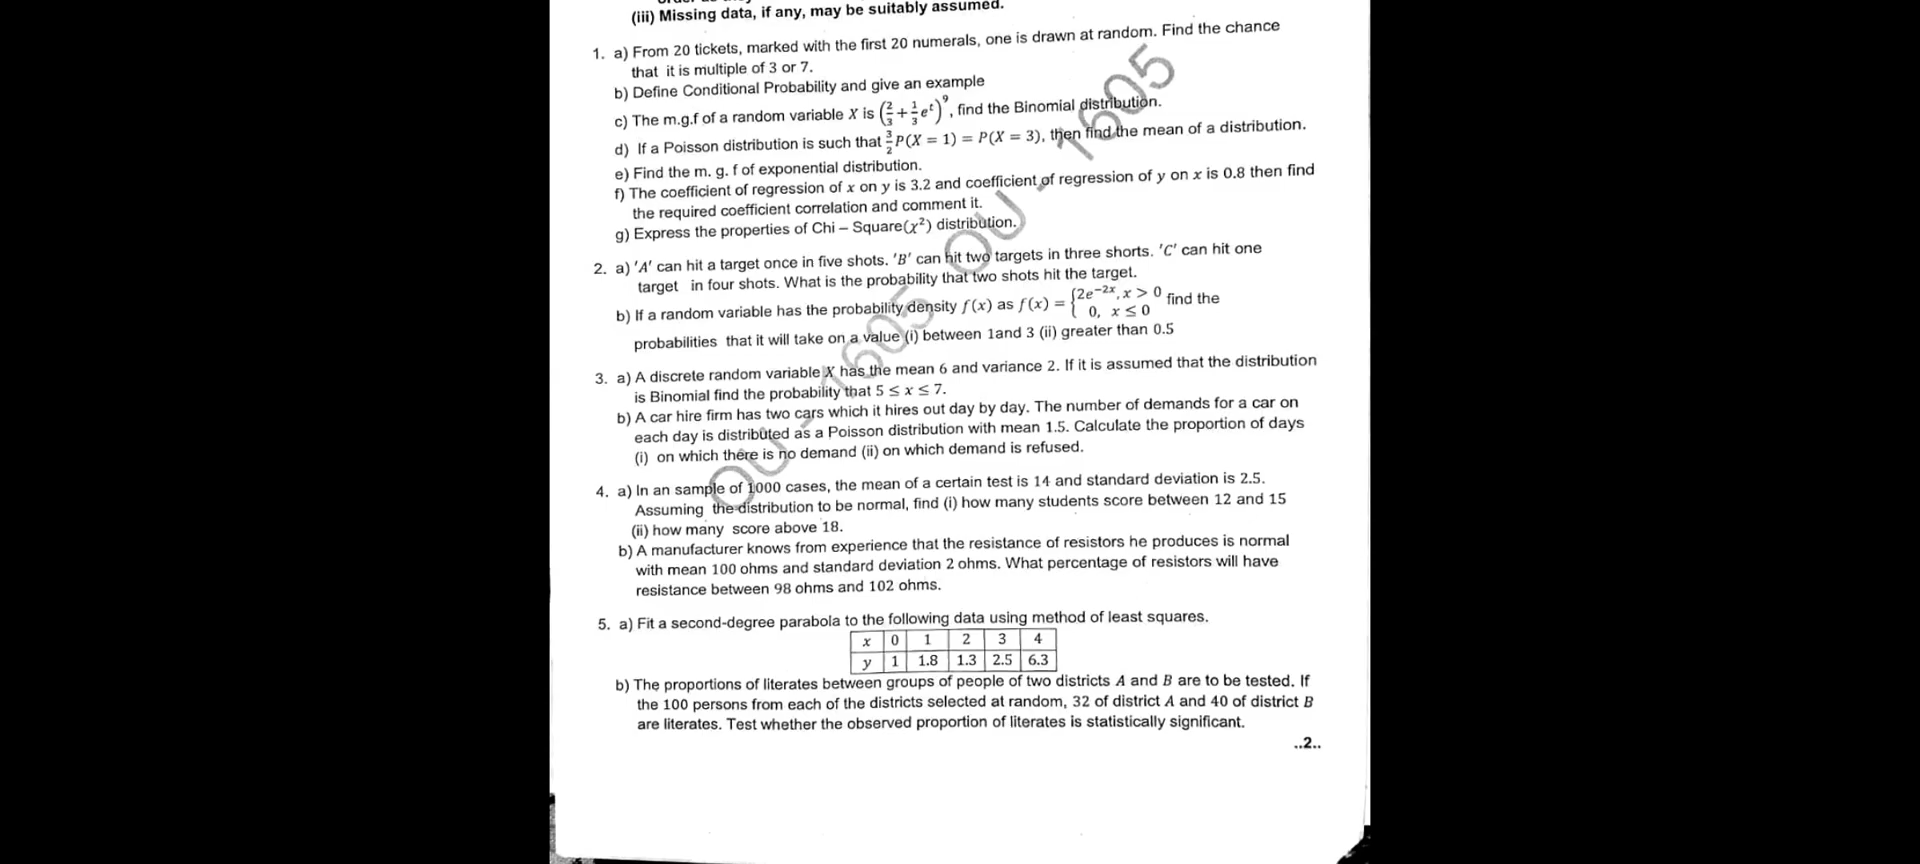 (iii) Missing data, if any, may be suitably assumed.
1. a) From 20 tickets, marked with the first 20 numerals, one is drawn at random. Find the chance
that it is multiple of 3 or 7.
b) Define Conditional Probability and give an example
c) The m.g.f of a random variable X is (2/3 + 1/3 e^t)^9, find the Binomial distribution.
d) If a Poisson distribution is such that 3/2 P(X = 1) = P(X = 3), then find the mean of a distribution.
e) Find the m. g. f of exponential distribution.
f) The coefficient of regression of x on y is 3.2 and coefficient of regression of y on x is 0.8 then find
the required coefficient correlation and comment it.
g) Express the properties of Chi – Square(χ²) distribution.
2. a) 'A' can hit a target once in five shots. 'B' can hit two targets in three shorts. 'C' can hit one
target in four shots. What is the probability that two shots hit the target.
b) If a random variable has the probability density f(x) as f(x) = {2e^-2x, x > 0
0, x ≤ 0 find the
probabilities that it will take on a value (i) between 1and 3 (ii) greater than 0.5
3. a) A discrete random variable X has the mean 6 and variance 2. If it is assumed that the distribution
is Binomial find the probability that 5 ≤ x ≤ 7.
b) A car hire firm has two cars which it hires out day by day. The number of demands for a car on
each day is distributed as a Poisson distribution with mean 1.5. Calculate the proportion of days
(i) on which there is no demand (ii) on which demand is refused.
4. a) In an sample of 1000 cases, the mean of a certain test is 14 and standard deviation is 2.5.
Assuming the distribution to be normal, find (i) how many students score between 12 and 15
(ii) how many score above 18.
b) A manufacturer knows from experience that the resistance of resistors he produces is normal
with mean 100 ohms and standard deviation 2 ohms. What percentage of resistors will have
resistance between 98 ohms and 102 ohms.
5. a) Fit a second-degree parabola to the following data using method of least squares.
x 0 1 2 3 4
y 1 1.8 1.3 2.5 6.3
b) The proportions of literates between groups of people of two districts A and B are to be tested. If
the 100 persons from each of the districts selected at random, 32 of district A and 40 of district B
are literates. Test whether the observed proportion of literates is statistically significant.
..2..
OU - 1605 OU - 1605